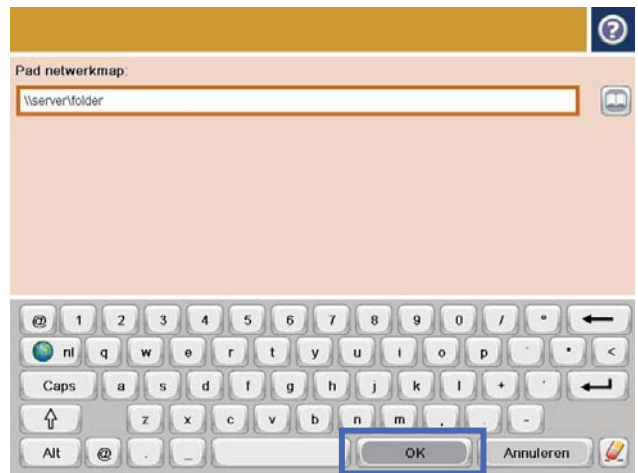 Pad netwerkmap:
\\server\folder
@ 1 2 3 4 5 6 7 8 9 0 / °
nl q w e r t y u i o p ¨ * <
Caps a s d f g h j k l + ´
z x c v b n m , . -
Alt @ . _ OK Annuleren